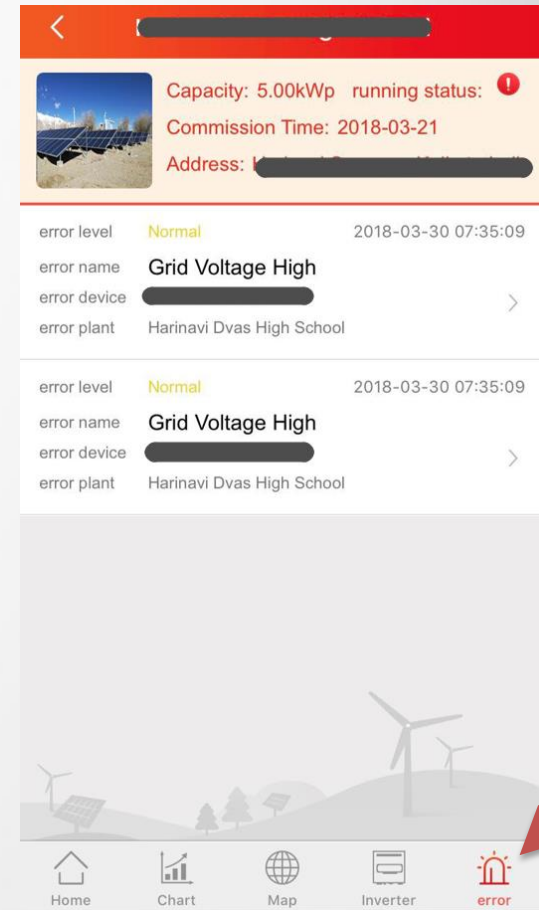 Capacity: 5.00kWp running status:
Commission Time: 2018-03-21
Address:
error level Normal 2018-03-30 07:35:09
error name Grid Voltage High
error device
error plant Harinavi Dvas High School
error level Normal 2018-03-30 07:35:09
error name Grid Voltage High
error device
error plant Harinavi Dvas High School
Home Chart Map Inverter error